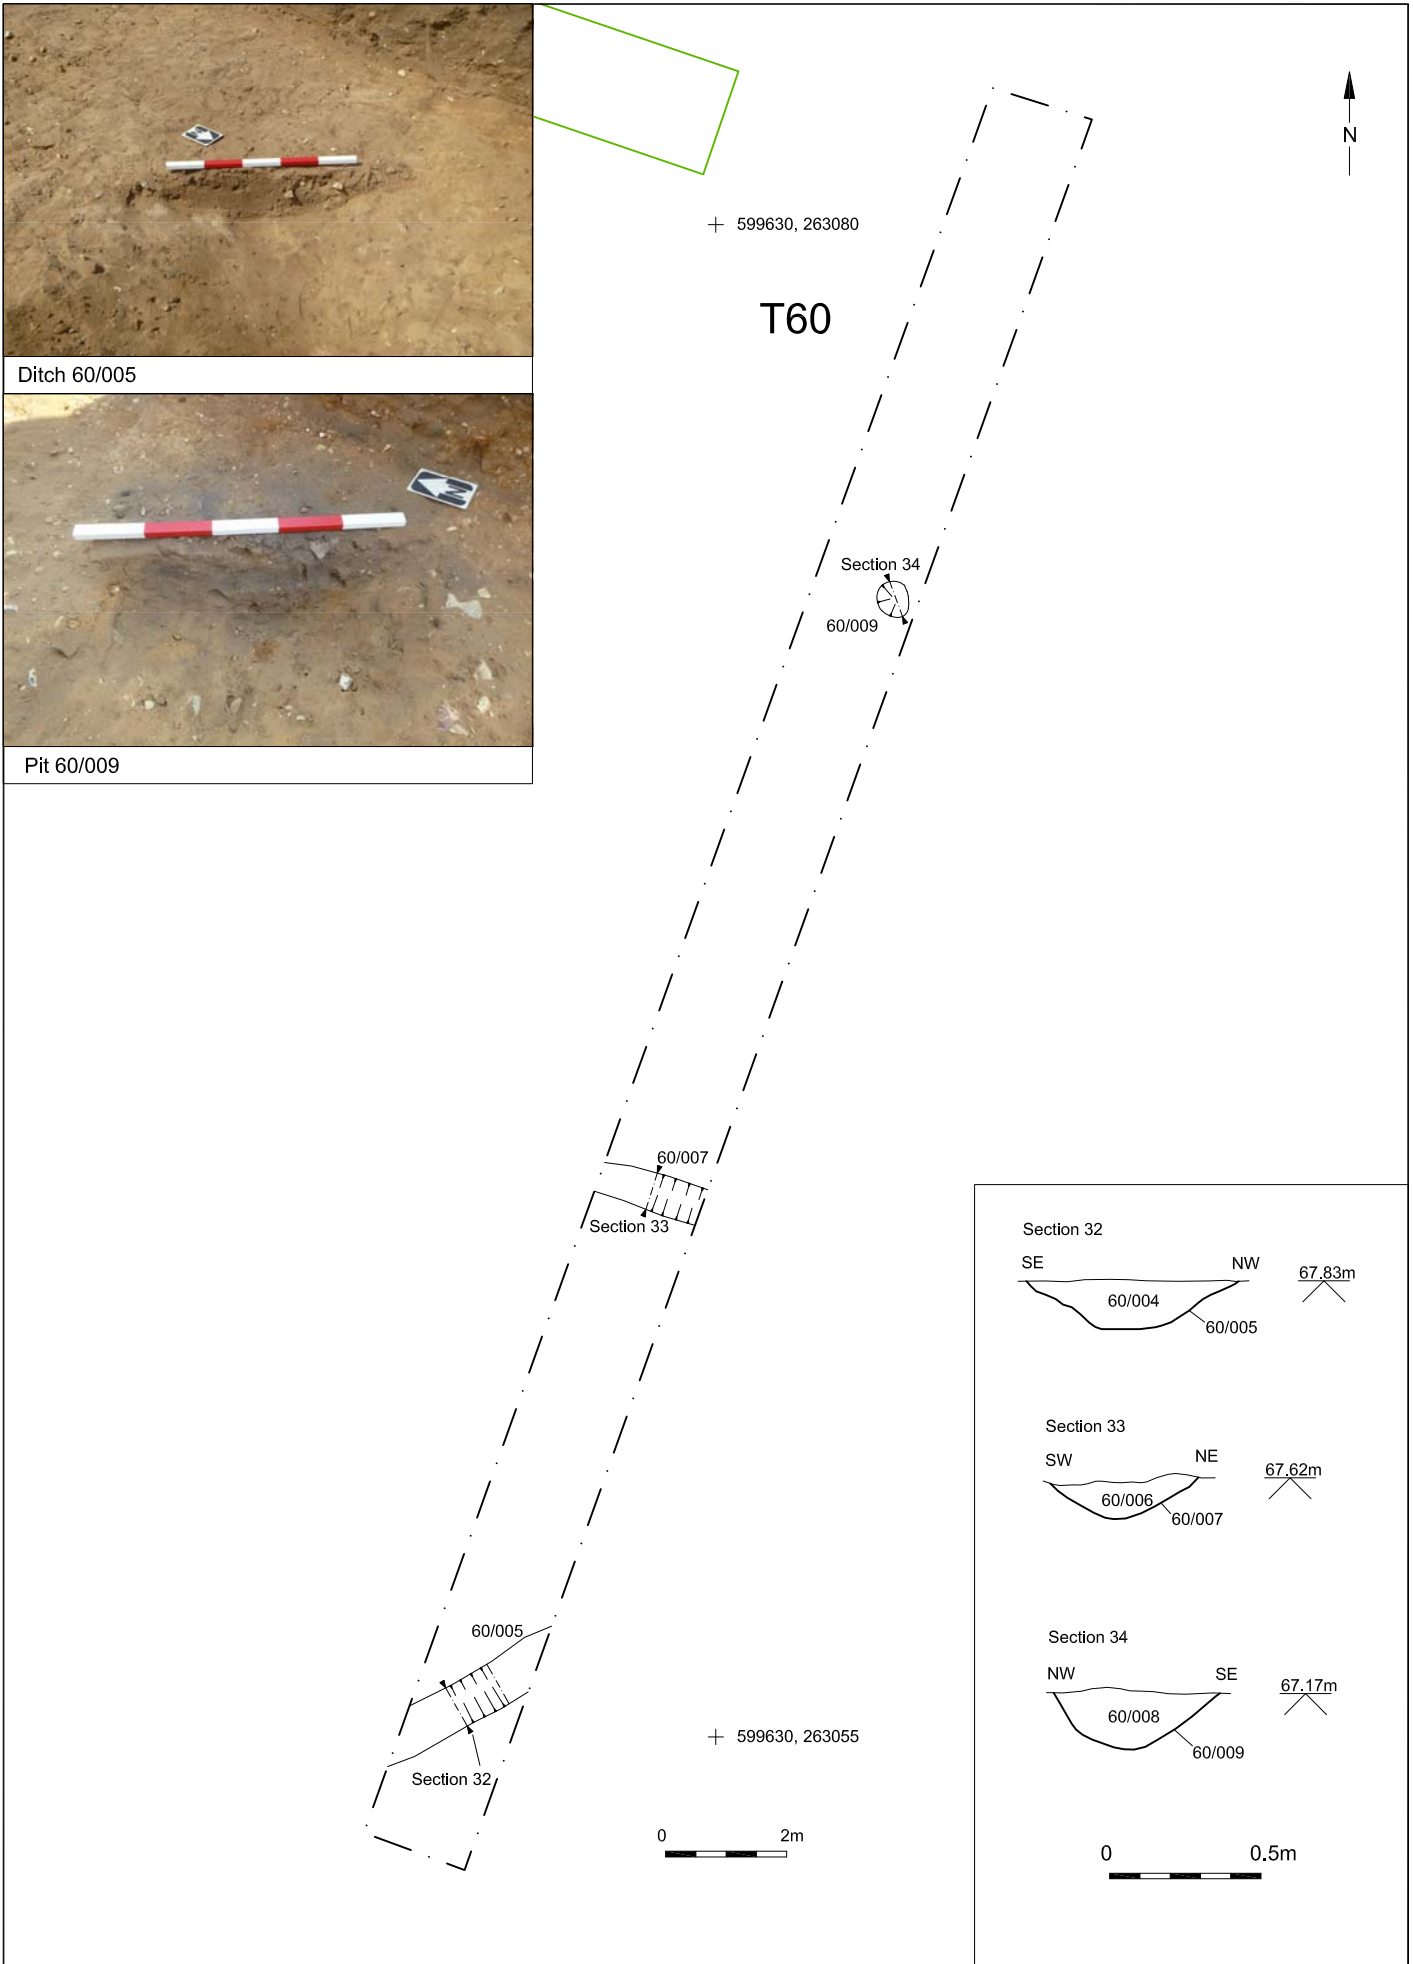 Ditch 60/005
Pit 60/009
N
599630, 263080
T60
Section 34
60/009
60/007
Section 33
60/005
Section 32
599630, 263055
0 2m
Section 32
SE NW 67.83m
60/004
60/005
Section 33
SW NE 67.62m
60/006
60/007
Section 34
NW SE 67.17m
60/008
60/009
0 0.5m